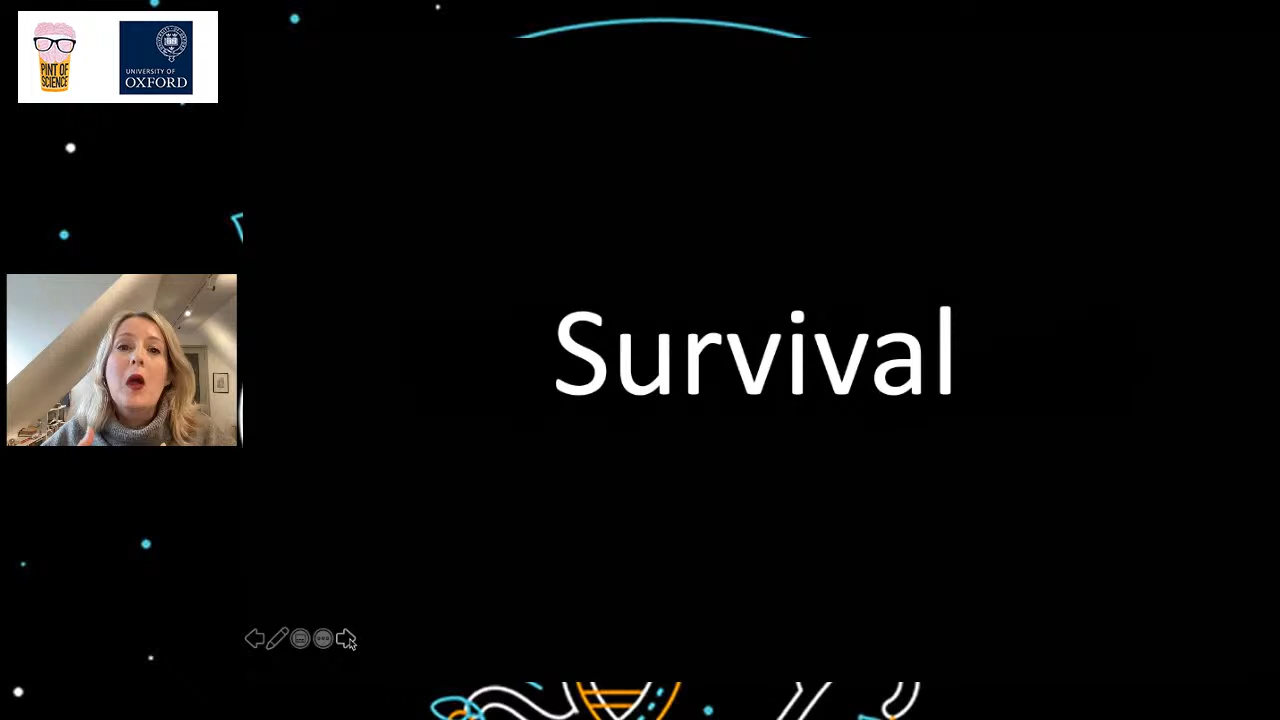 PINT OF
SCIENCE
UNIVERSITY OF
OXFORD
Survival